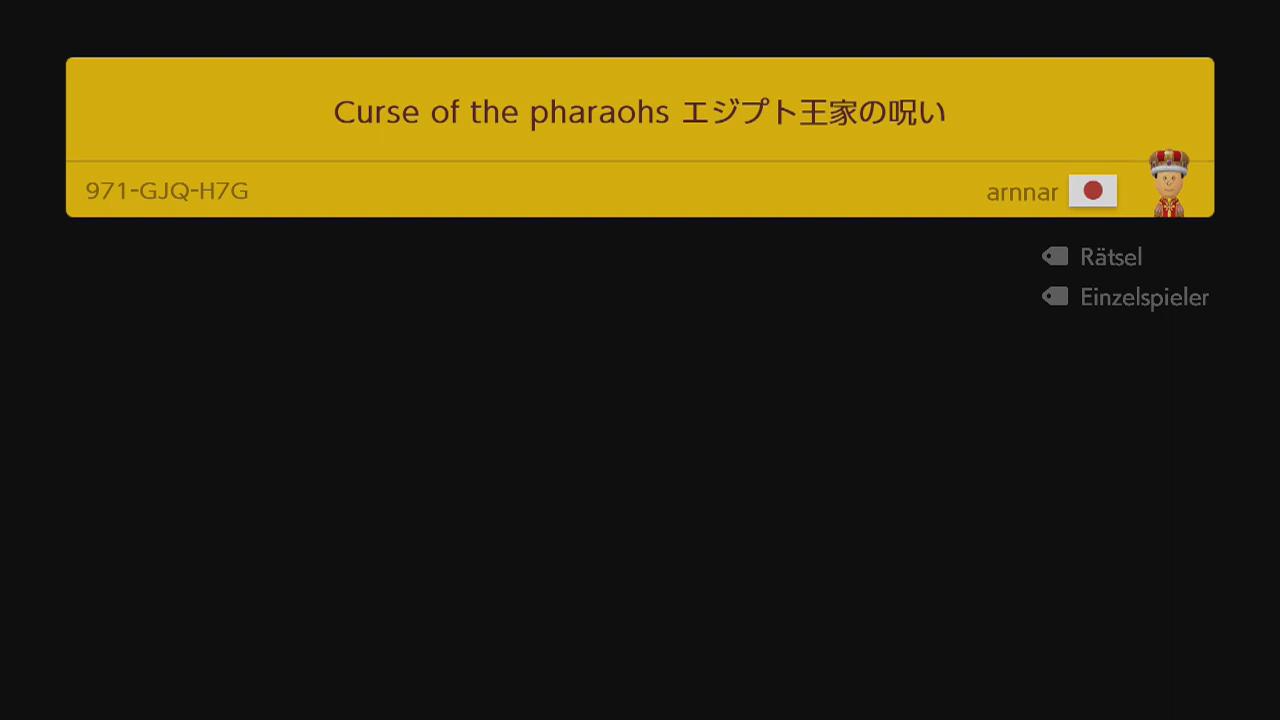 Curse of the pharaohs エジプト王家の呪い
971-GJQ-H7G
arnnar
Rätsel
Einzelspieler